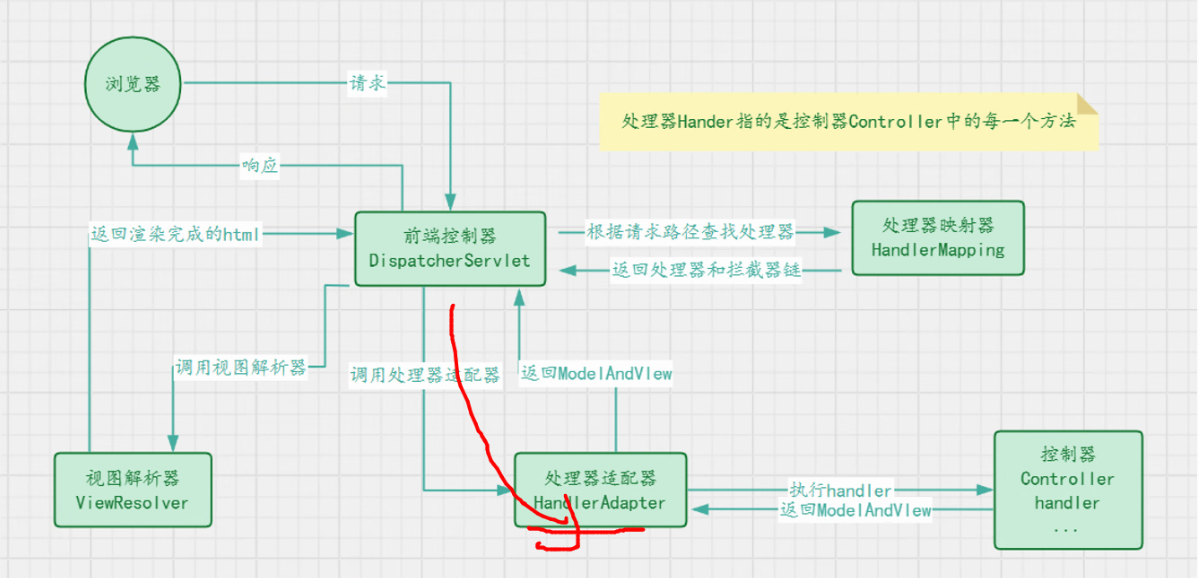 浏览器
请求
处理器Hander指的是控制器Controller中的每一个方法
响应
返回渲染完成的html
前端控制器
DispatcherServlet
根据请求路径查找处理器
返回处理器和拦截器链
处理器映射器
HandlerMapping
调用视图解析器
调用处理器适配器
返回ModelAndVIew
视图解析器
ViewResolver
处理器适配器
HandlerAdapter
执行handler
返回ModelAndVIew
控制器
Controller
handler
...